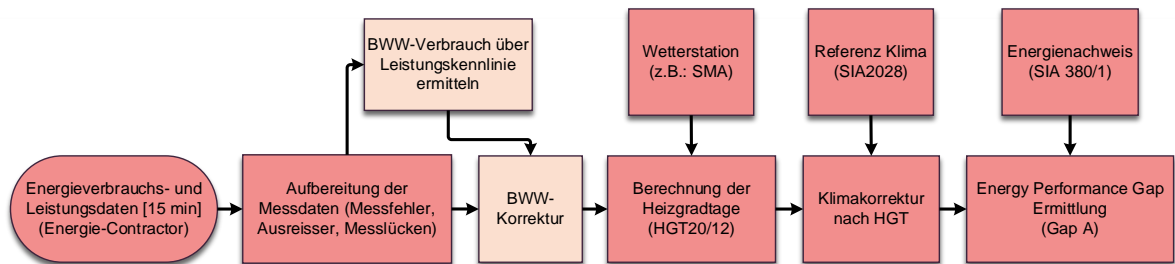 BWW-Verbrauch über
Leistungskennlinie
ermitteln
Wetterstation
(z.B.: SMA)
Referenz Klima
(SIA2028)
Energienachweis
(SIA 380/1)
Energieverbrauchs- und
Leistungsdaten [15 min]
(Energie-Contractor)
Aufbereitung der
Messdaten (Messfehler,
Ausreisser, Messlücken)
BWW-
Korrektur
Berechnung der
Heizgradtage
(HGT20/12)
Klimakorrektur
nach HGT
Energy Performance Gap
Ermittlung
(Gap A)